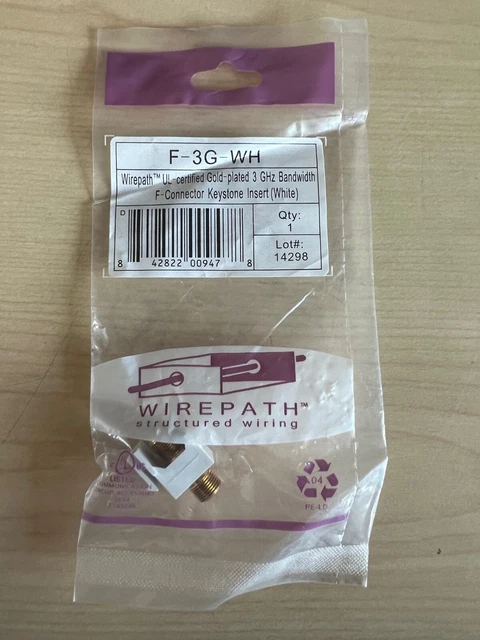 F-3G-WH
Wirepath™ UL-certified Gold-plated 3 GHz Bandwidth
F-Connector Keystone Insert (White)
D
8 42822 00947 8
Qty:
1
Lot#:
14298
WIREPATH™
structured wiring
LISTED
04
PE-LD